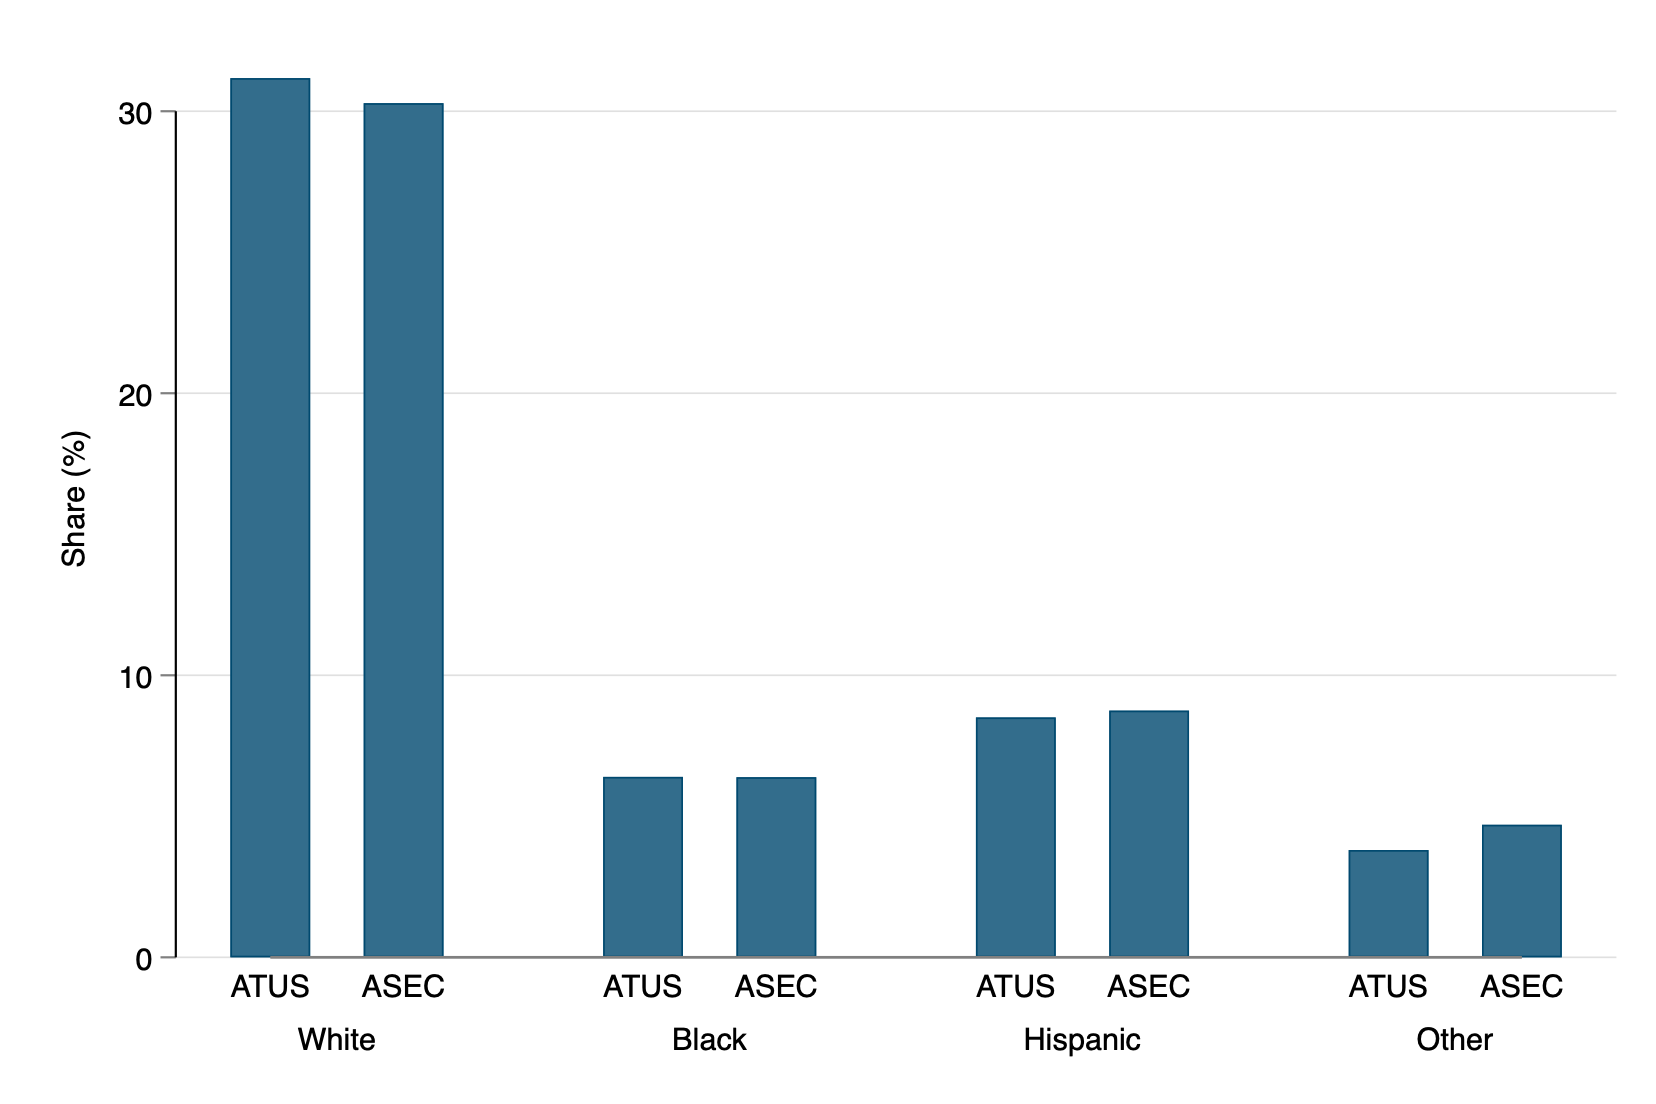 Share (%)
30
20
10
0
ATUS ASEC ATUS ASEC ATUS ASEC ATUS ASEC
White Black Hispanic Other